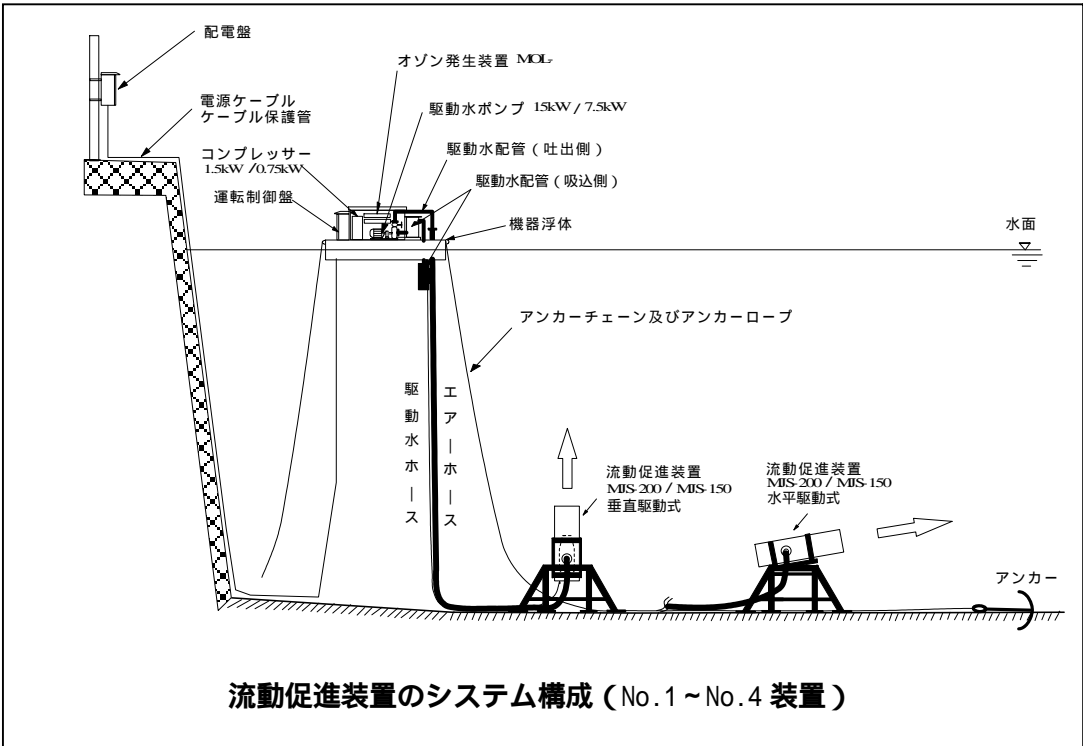 配電盤
オゾン発生装置 MOL-
電源ケーブル
ケーブル保護管
駆動水ポンプ 15kW / 7.5kW
コンプレッサー
1.5kW /0.75kW
駆動水配管(吐出側)
駆動水配管(吸込側)
運転制御盤
機器浮体
水面
アンカーチェーン及びアンカーロープ
駆動水ホース
エアーホース
流動促進装置
MJS-200 / MJS-150
垂直駆動式
流動促進装置
MJS-200 / MJS-150
水平駆動式
アンカー
流動促進装置のシステム構成(No.1~No.4 装置)